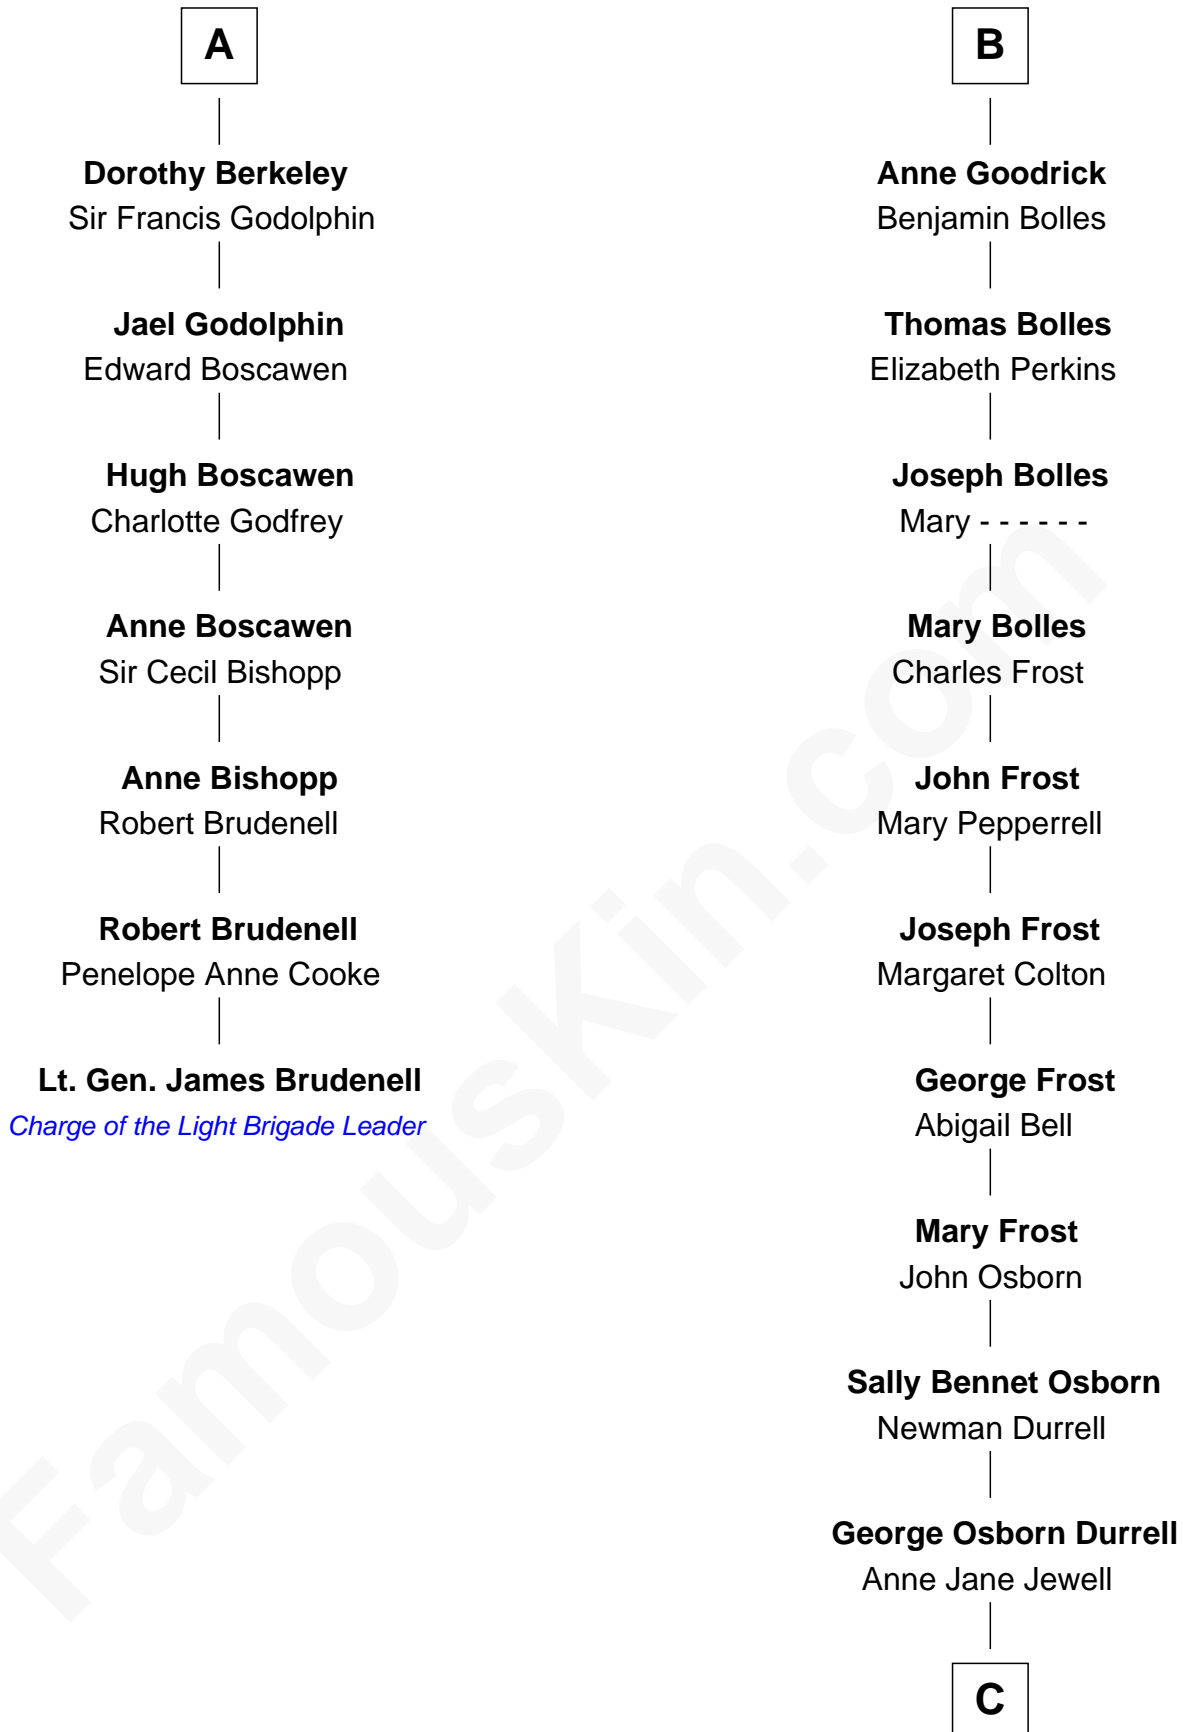 A
Dorothy Berkeley
Sir Francis Godolphin
Jael Godolphin
Edward Boscawen
Hugh Boscawen
Charlotte Godfrey
Anne Boscawen
Sir Cecil Bishopp
Anne Bishopp
Robert Brudenell
Robert Brudenell
Penelope Anne Cooke
Lt. Gen. James Brudenell
Charge of the Light Brigade Leader
B
Anne Goodrick
Benjamin Bolles
Thomas Bolles
Elizabeth Perkins
Joseph Bolles
Mary - - - - - -
Mary Bolles
Charles Frost
John Frost
Mary Pepperrell
Joseph Frost
Margaret Colton
George Frost
Abigail Bell
Mary Frost
John Osborn
Sally Bennet Osborn
Newman Durrell
George Osborn Durrell
Anne Jane Jewell
C
FamousKin.com